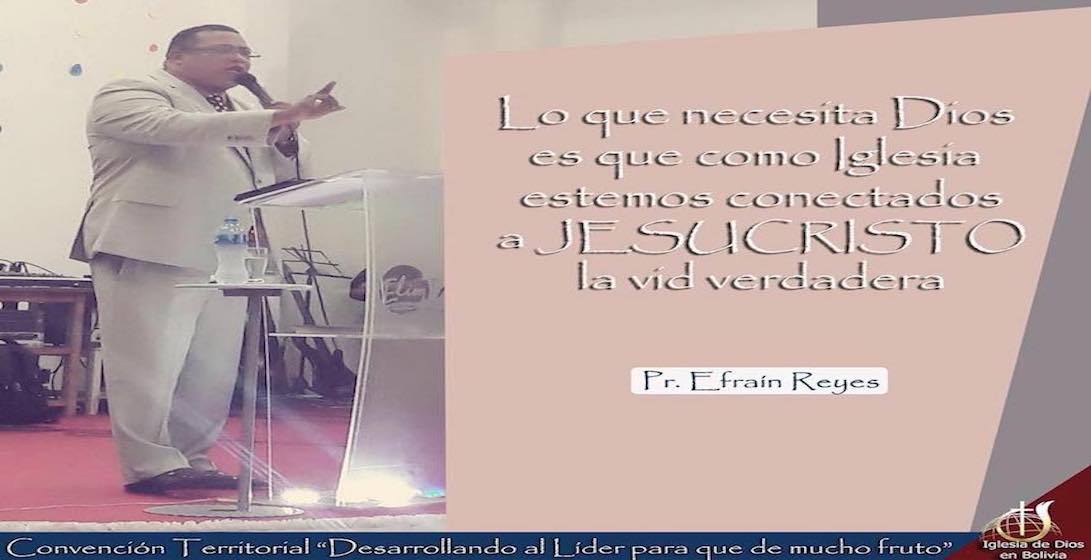 Lo que necesita Dios
es que como Iglesia
estemos conectados
a JESUCRISTO
la vid verdadera
Pr. Efraín Reyes
Elim
Convención Territorial “Desarrollando al Líder para que de mucho fruto”
Iglesia de Dios
en Bolivia